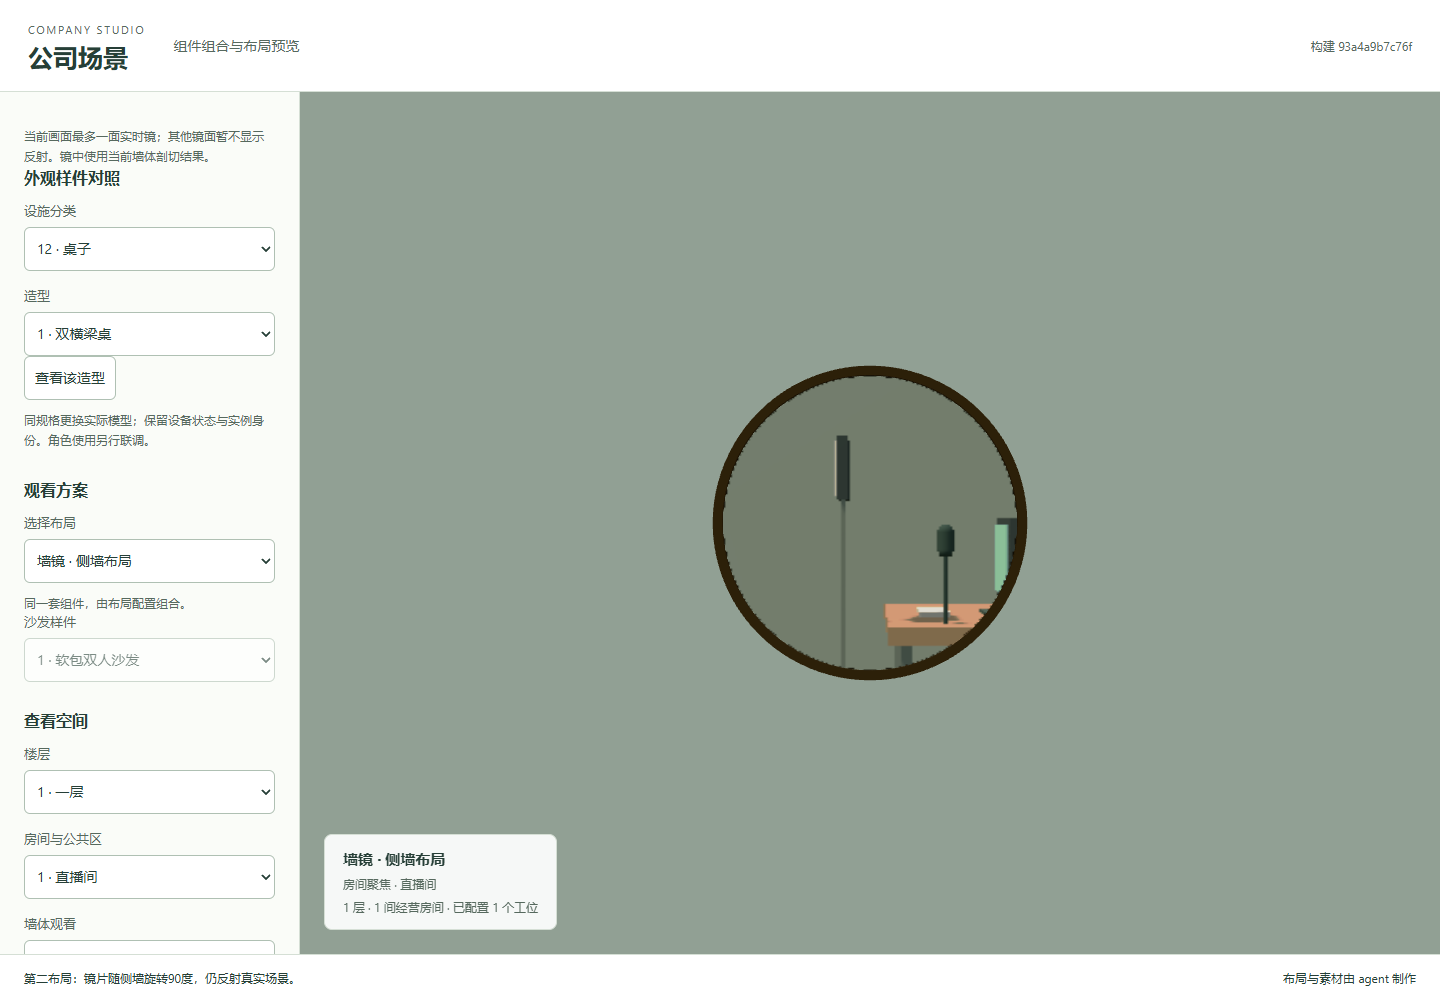 COMPANY STUDIO
公司场景
组件组合与布局预览
构建 93a4a9b7c76f
当前画面最多一面实时镜；其他镜面暂不显示
反射。镜中使用当前墙体剖切结果。
外观样件对照
设施分类
12 · 桌子
造型
1 · 双横梁桌
查看该造型
同规格更换实际模型；保留设备状态与实例身
份。角色使用另行联调。
观看方案
选择布局
墙镜 · 侧墙布局
同一套组件，由布局配置组合。
沙发样件
1 · 软包双人沙发
查看空间
楼层
1 · 一层
房间与公共区
1 · 直播间
墙体观看
墙镜 · 侧墙布局
房间聚焦 · 直播间
1 层 · 1 间经营房间 · 已配置 1 个工位
第二布局：镜片随侧墙旋转90度，仍反射真实场景。
布局与素材由 agent 制作